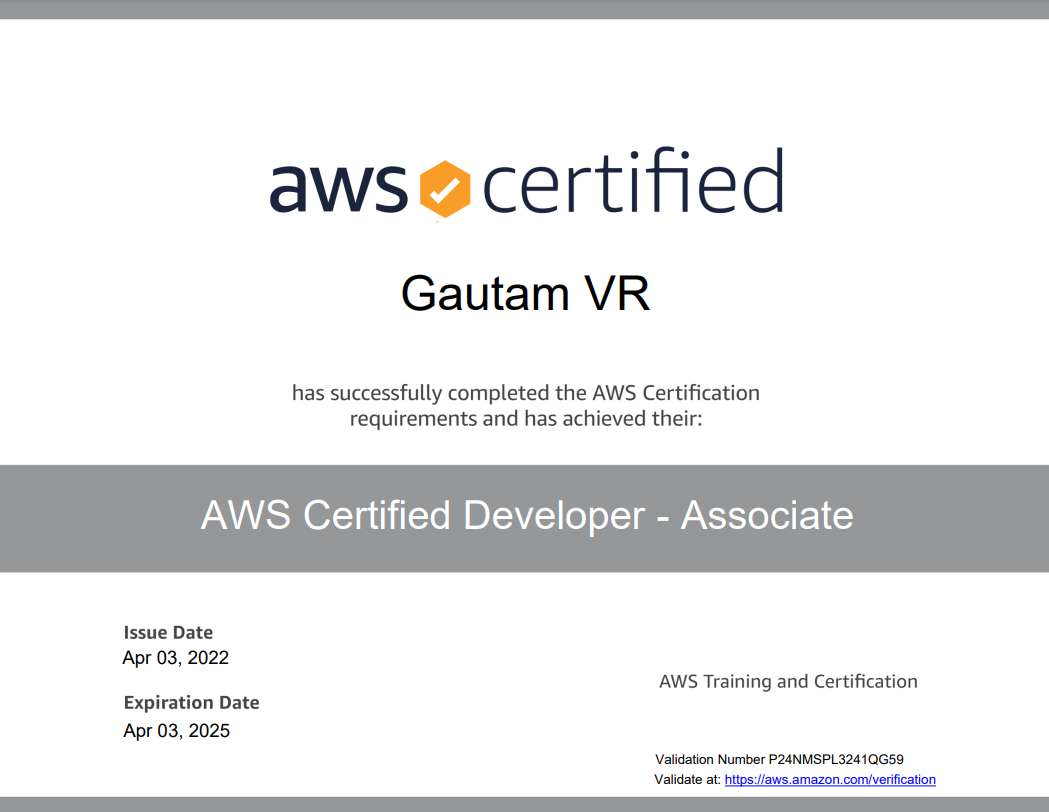 aws certified
Gautam VR
has successfully completed the AWS Certification
requirements and has achieved their:
AWS Certified Developer - Associate
Issue Date
Apr 03, 2022
Expiration Date
Apr 03, 2025
AWS Training and Certification
Validation Number P24NMSPL3241QG59
Validate at: https://aws.amazon.com/verification